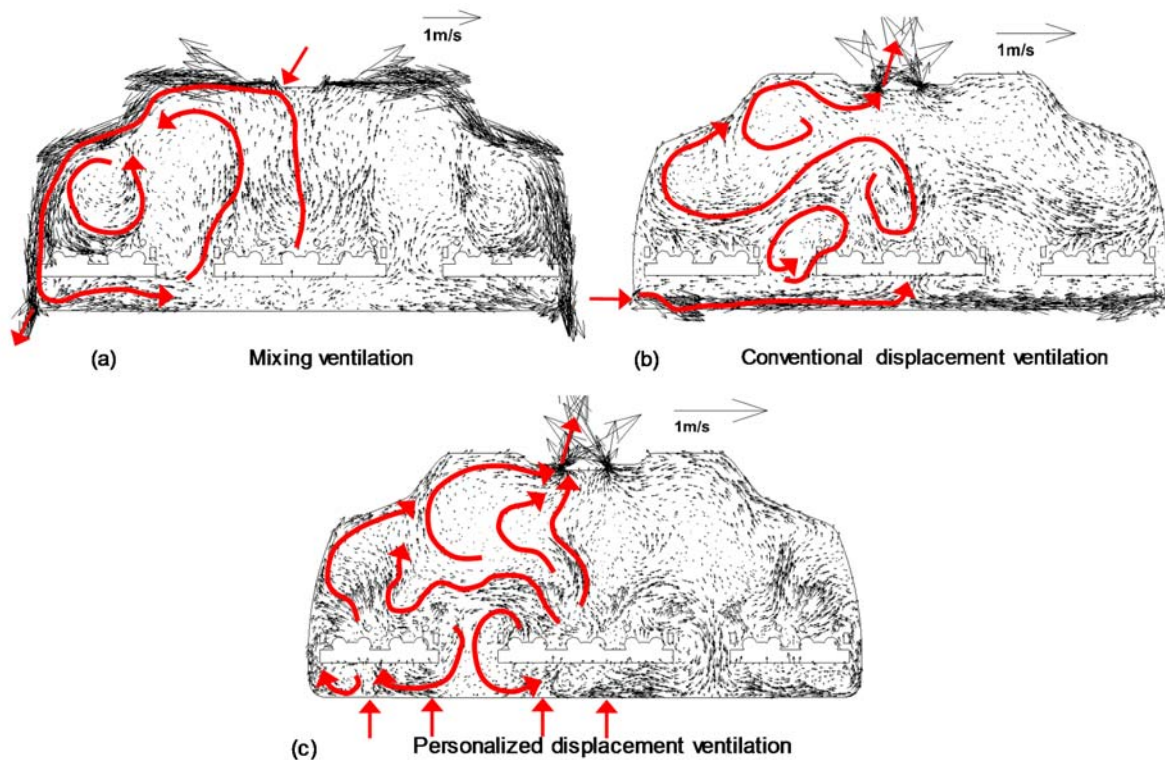 1m/s
1m/s
(a) Mixing ventilation
(b) Conventional displacement ventilation
1m/s
(c) Personalized displacement ventilation